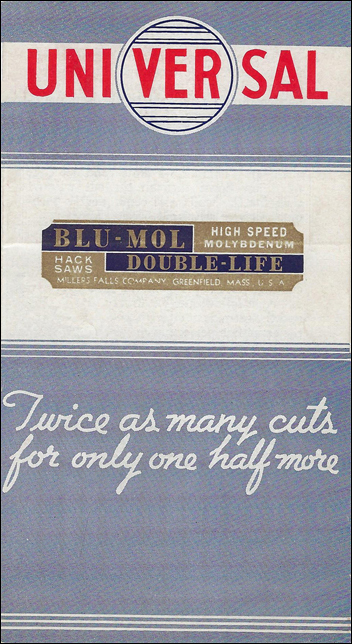 UNIVERSAL
BLU-MOL
HIGH SPEED
MOLYBDENUM
HACK
SAWS
DOUBLE-LIFE
MILLERS FALLS COMPANY, GREENFIELD, MASS., U.S.A.
Twice as many cuts
for only one half more